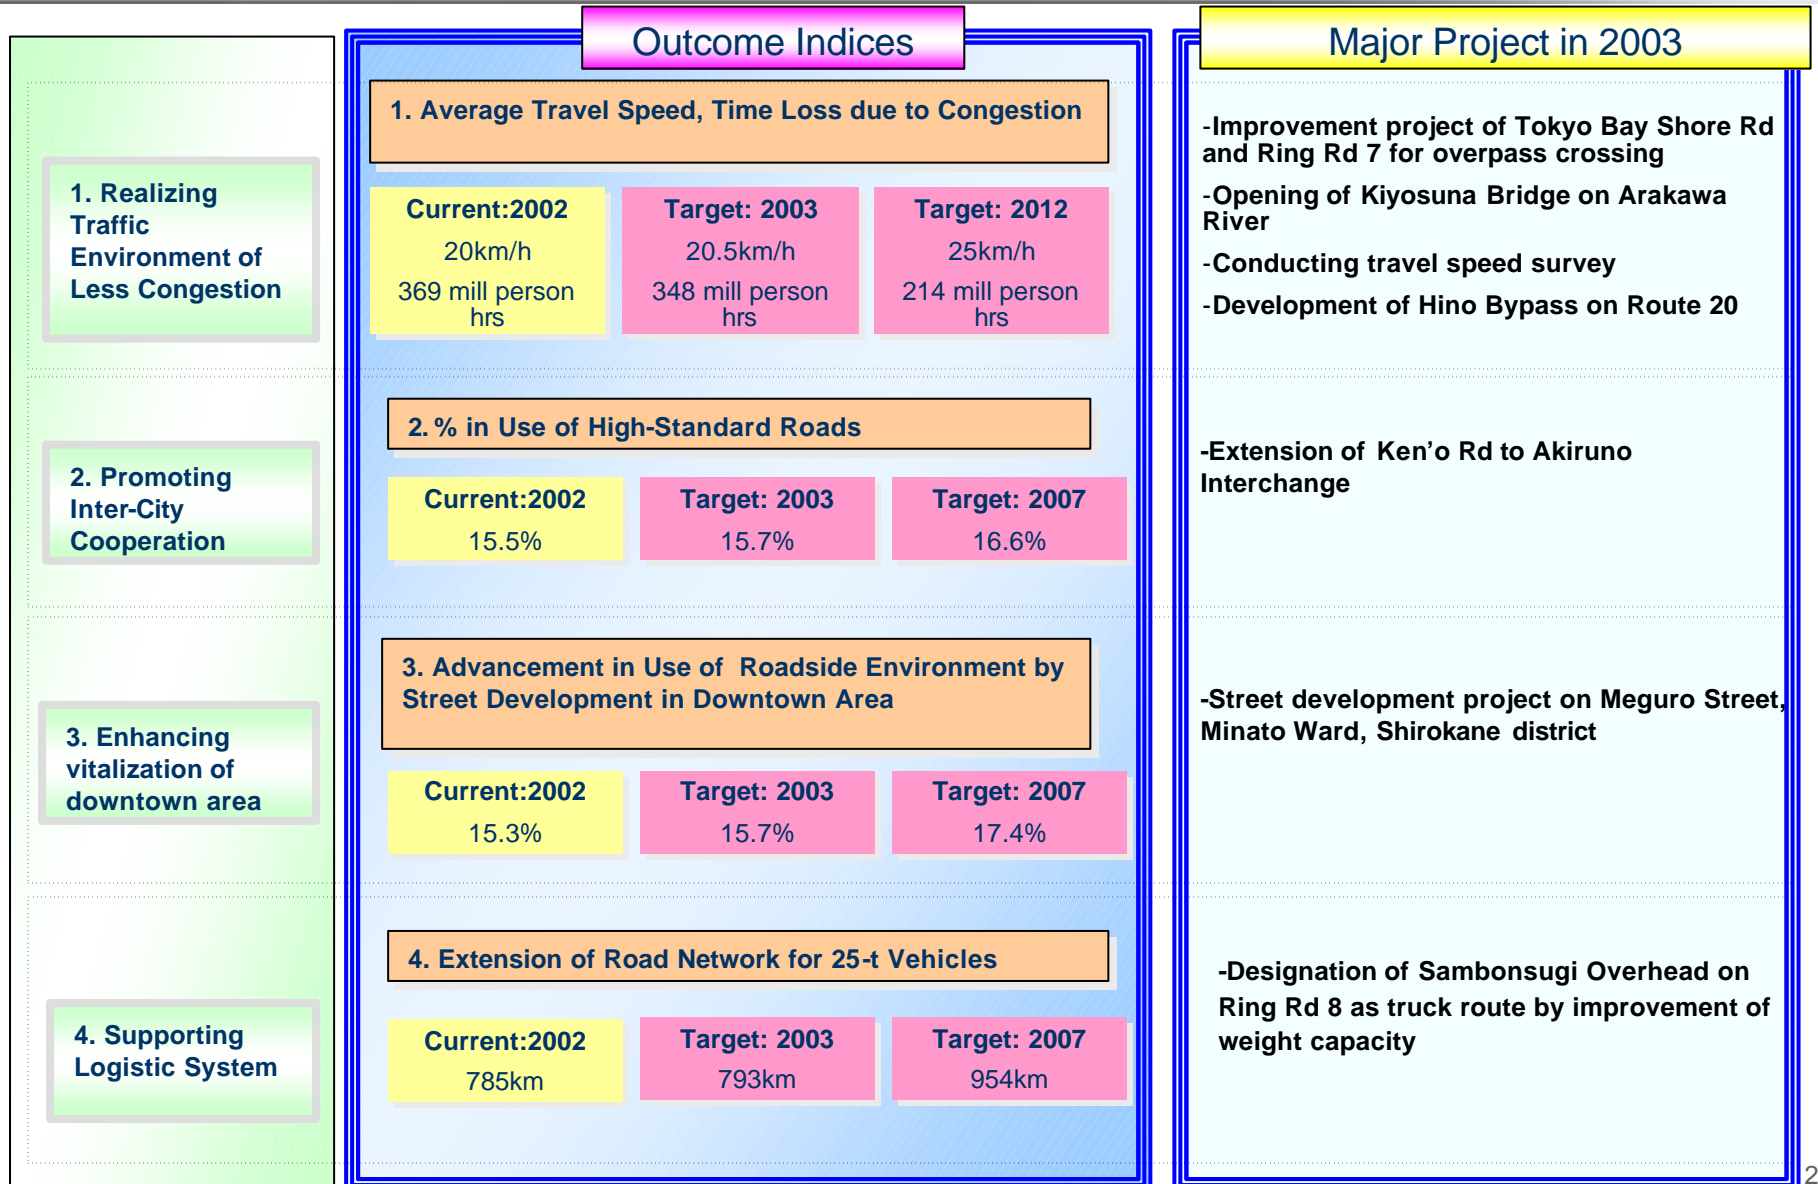 Outcome Indices
Major Project in 2003
1. Realizing
Traffic
Environment of
Less Congestion
1. Average Travel Speed, Time Loss due to Congestion
Current:2002
20km/h
369 mill person
hrs
Target: 2003
20.5km/h
348 mill person
hrs
Target: 2012
25km/h
214 mill person
hrs
-Improvement project of Tokyo Bay Shore Rd
and Ring Rd 7 for overpass crossing
-Opening of Kiyosuna Bridge on Arakawa
River
-Conducting travel speed survey
-Development of Hino Bypass on Route 20
2. Promoting
Inter-City
Cooperation
2. % in Use of High-Standard Roads
Current:2002
15.5%
Target: 2003
15.7%
Target: 2007
16.6%
-Extension of Ken’o Rd to Akiruno
Interchange
3. Enhancing
vitalization of
downtown area
3. Advancement in Use of Roadside Environment by
Street Development in Downtown Area
Current:2002
15.3%
Target: 2003
15.7%
Target: 2007
17.4%
-Street development project on Meguro Street,
Minato Ward, Shirokane district
4. Supporting
Logistic System
4. Extension of Road Network for 25-t Vehicles
Current:2002
785km
Target: 2003
793km
Target: 2007
954km
-Designation of Sambonsugi Overhead on
Ring Rd 8 as truck route by improvement of
weight capacity
2